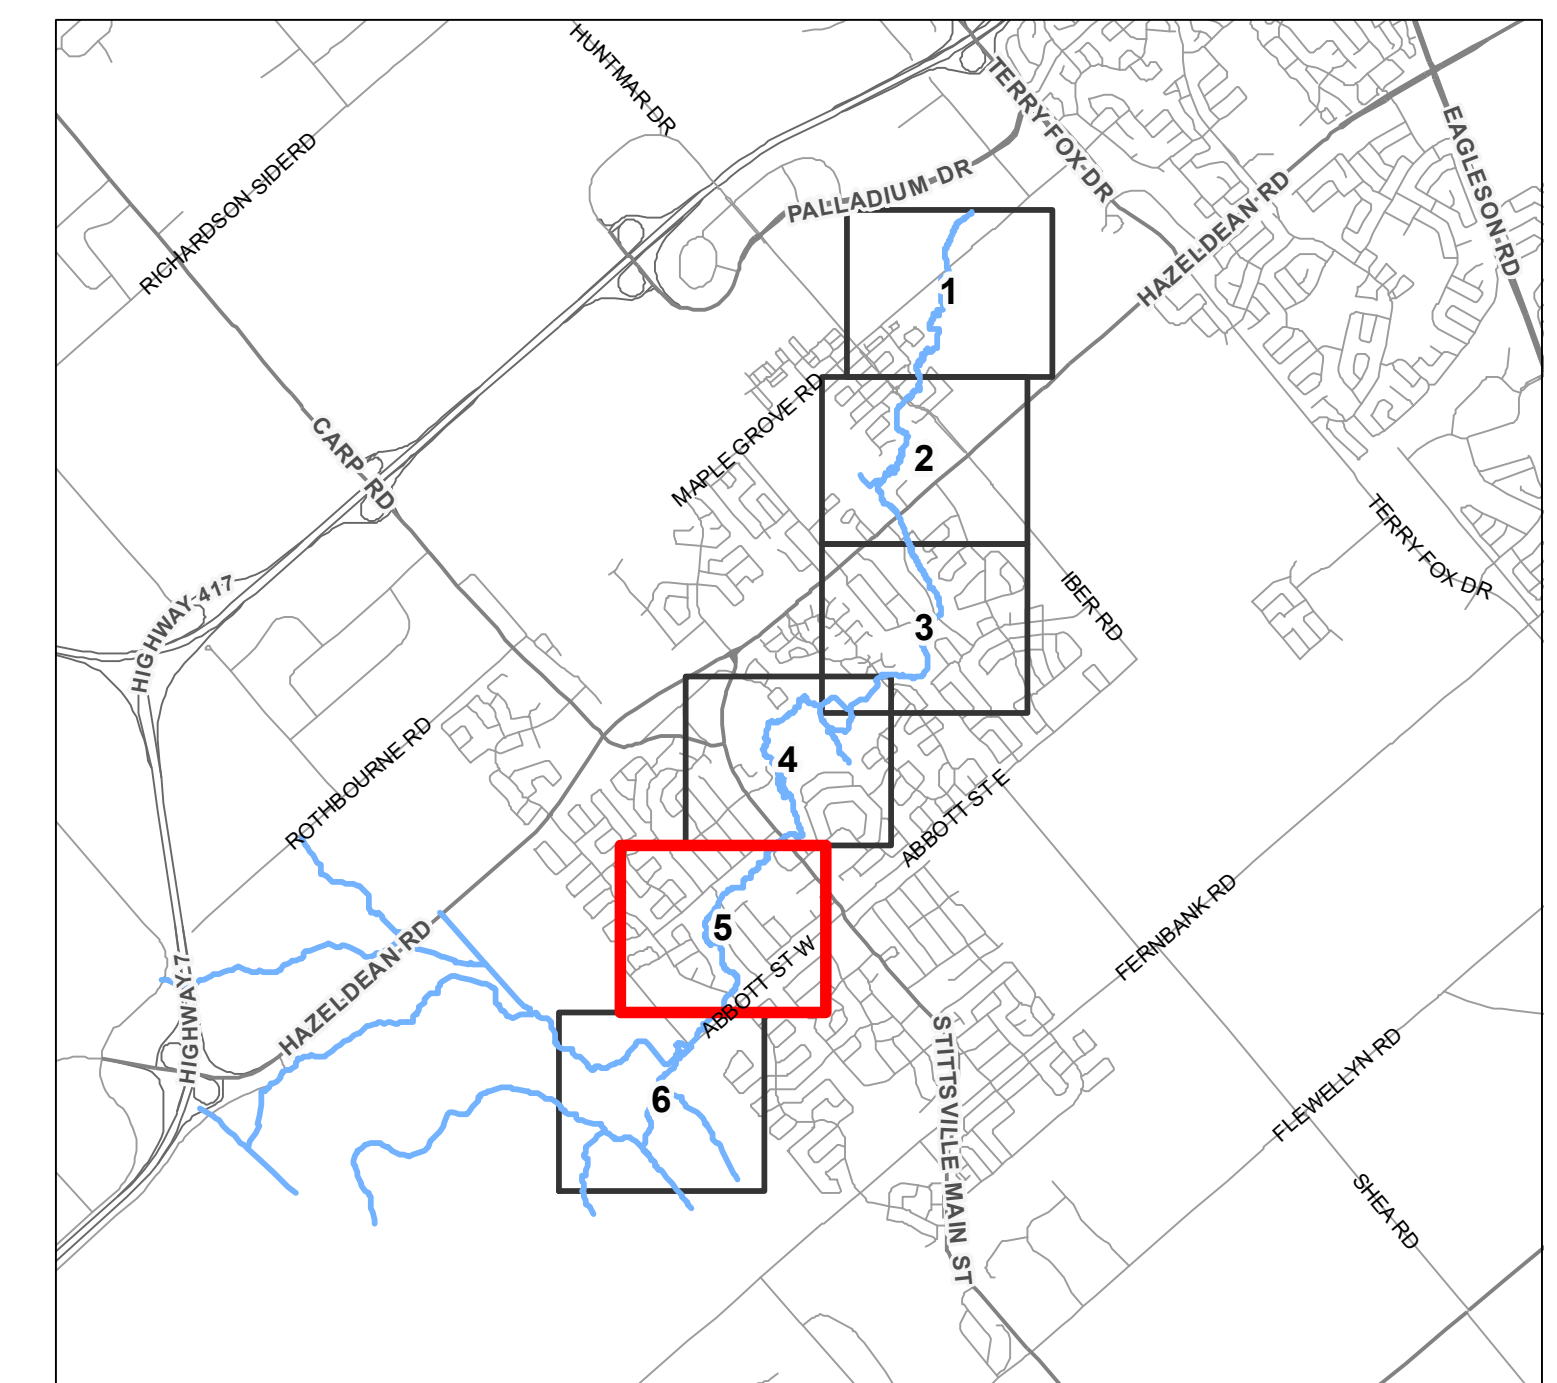 HUNTMAR DR
TERRY FOX DR
EAGLESON RD
RICHARDSON SIDERD
PALLADIUM DR
HAZELDEAN RD
1
MAPLE GROVE RD
CARP RD
2
TERRY FOX DR
HIGHWAY 417
IBER RD
3
ROTHBOURNE RD
4
ABBOTT ST E
FERNBANK RD
5
HAZELDEAN RD
ABBOTT ST W
HIGHWAY 7
STITTSVILLE MAIN ST
FLEWELLYN RD
6
SHEA RD